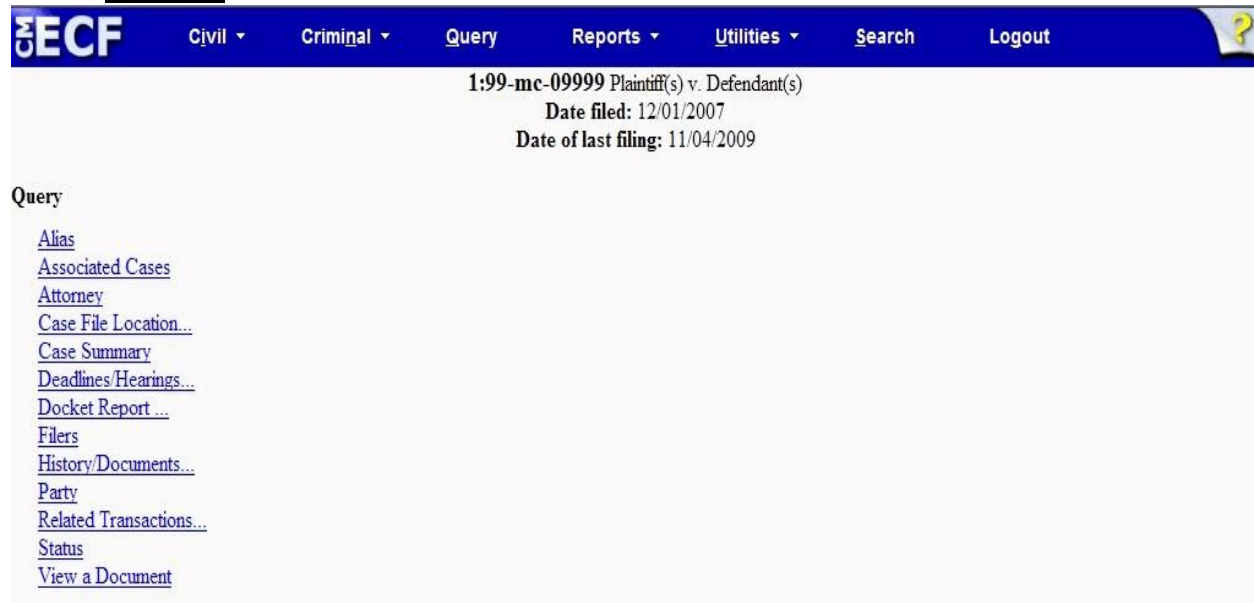 CM ECF Civil Criminal Query Reports Utilities Search Logout ?
1:99-mc-09999 Plaintiff(s) v. Defendant(s)
Date filed: 12/01/2007
Date of last filing: 11/04/2009
Query
Alias
Associated Cases
Attorney
Case File Location...
Case Summary
Deadlines/Hearings...
Docket Report ...
Filers
History/Documents...
Party
Related Transactions...
Status
View a Document